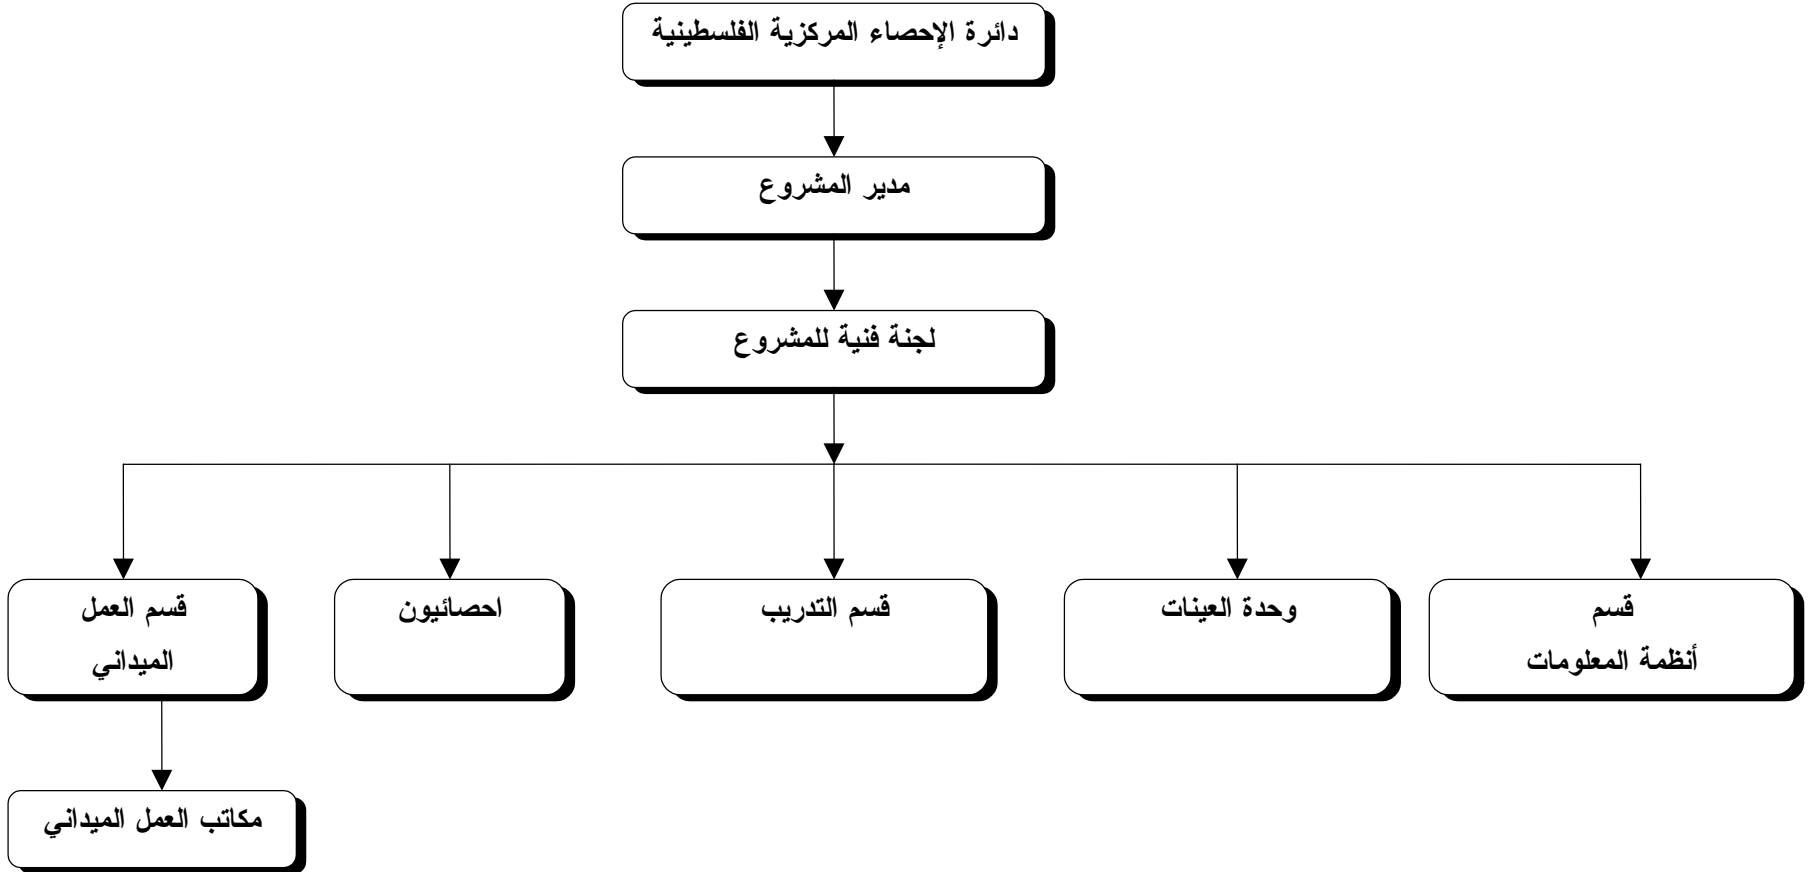 دائرة الإحصاء المركزية الفلسطينية
مدير المشروع
لجنة فنية للمشروع
قسم
أنظمة المعلومات
وحدة العينات
قسم التدريب
احصائيون
قسم العمل
الميداني
مكاتب العمل الميداني